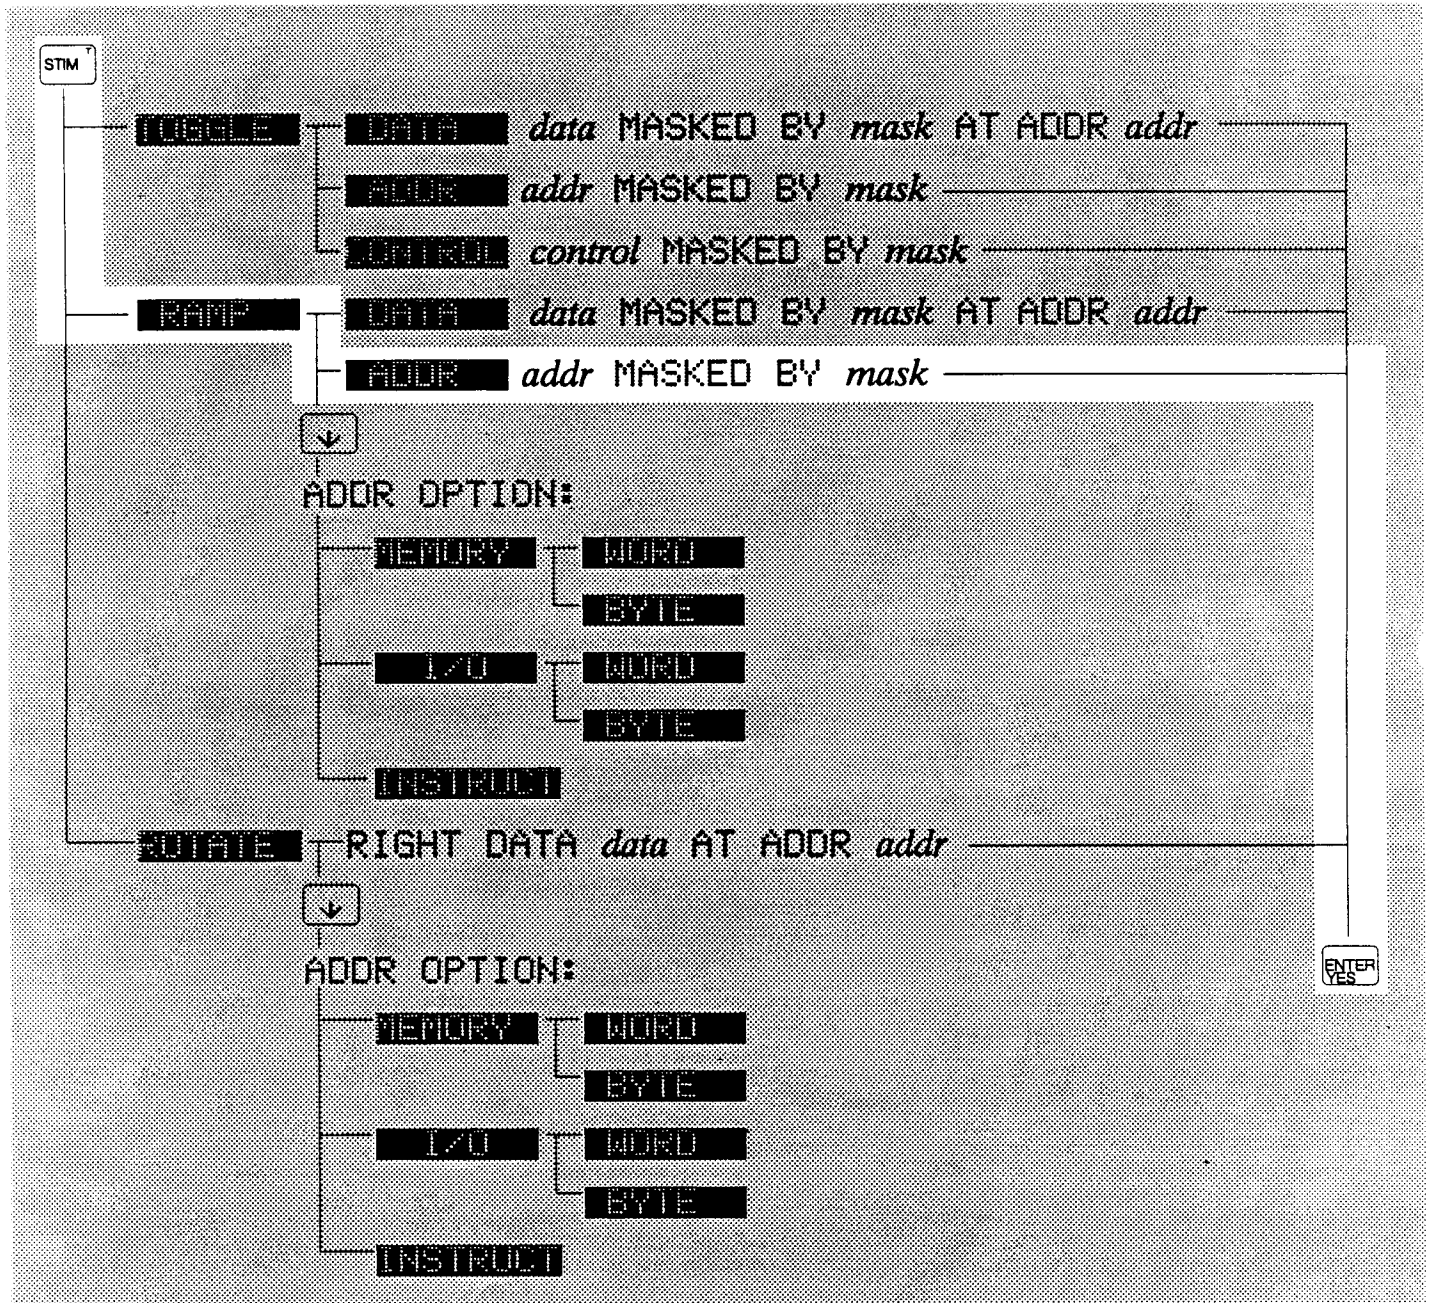 STIM T
TOGGLE DATA data MASKED BY mask AT ADDR addr
ADDR addr MASKED BY mask
CONTROL control MASKED BY mask
RAMP DATA data MASKED BY mask AT ADDR addr
ADDR addr MASKED BY mask
↓
ADDR OPTION:
MEMORY WORD
BYTE
I/O WORD
BYTE
INSTRUCT
ROTATE RIGHT DATA data AT ADDR addr
↓
ENTER
YES
ADDR OPTION:
MEMORY WORD
BYTE
I/O WORD
BYTE
INSTRUCT